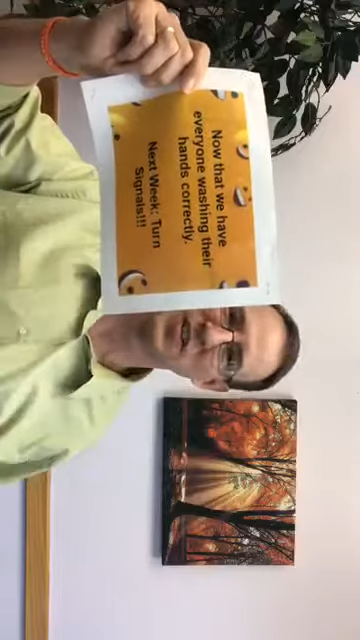 Now that we have
everyone washing their
hands correctly.
Next Week: Turn
Signals!!!